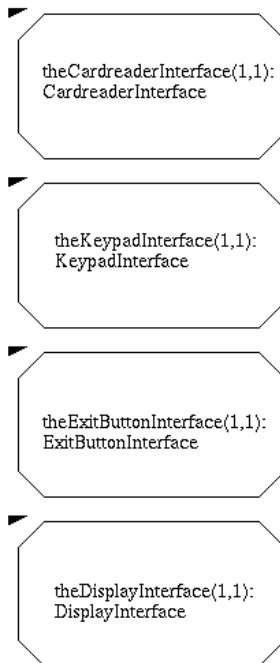 theCardreaderInterface(1,1):
CardreaderInterface
theKeypadInterface(1,1):
KeypadInterface
theExitButtonInterface(1,1):
ExitButtonInterface
theDisplayInterface(1,1):
DisplayInterface